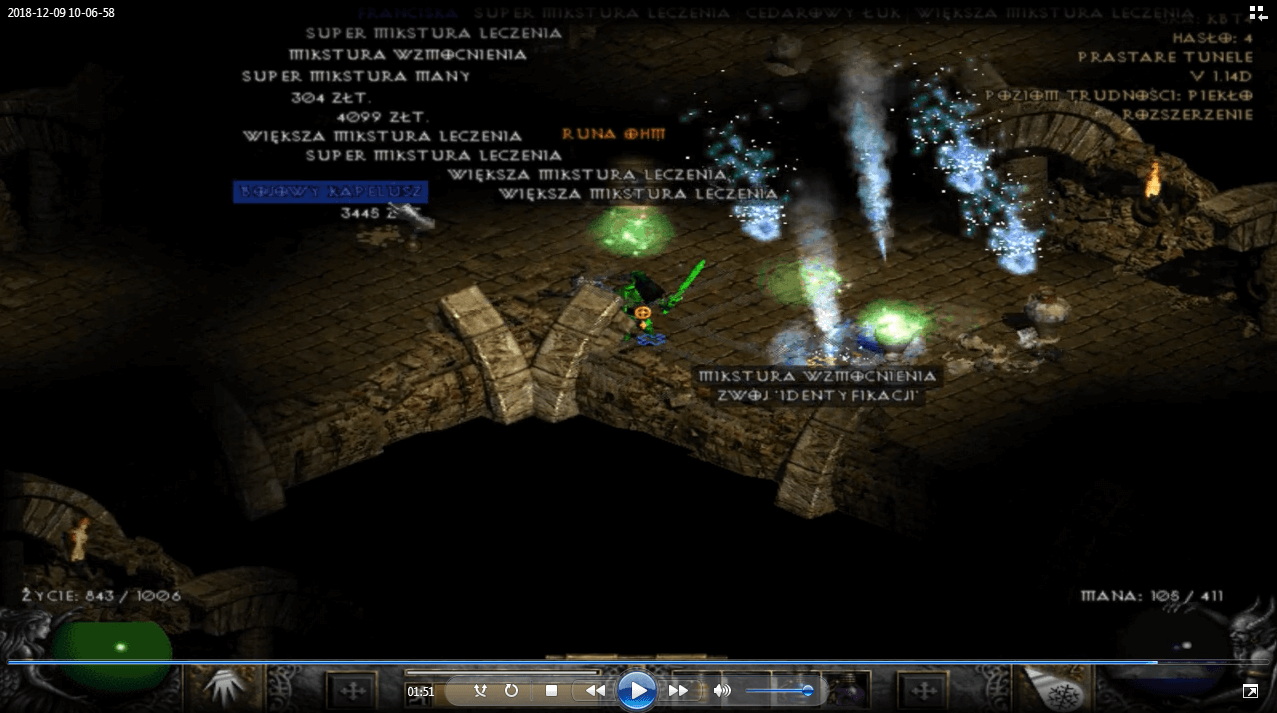 2018-12-09 10-06-58
FRANCISKA SUPER MIKSTURA LECZENIA CEDAROWY ŁUK WIĘKSZA MIKSTURA LECZENIA
SUPER MIKSTURA LECZENIA
HASŁO: 4
MIKSTURA WZMOCNIENIA
PRASTARE TUNELE
SUPER MIKSTURA MANY
V 1.14D
304 ZŁT.
POZIOM TRUDNOŚCI: PIEKŁO
4099 ZŁT.
ROZSZERZENIE
WIĘKSZA MIKSTURA LECZENIA
RUNA OHM
SUPER MIKSTURA LECZENIA
WIĘKSZA MIKSTURA LECZENIA
BOJOWY KAPELUSZ
WIĘKSZA MIKSTURA LECZENIA
3445
MIKSTURA WZMOCNIENIA
ZWÓJ 'IDENTYFIKACJI'
ŻYCIE: 843 / 1006
MANA: 105 / 411
01:51